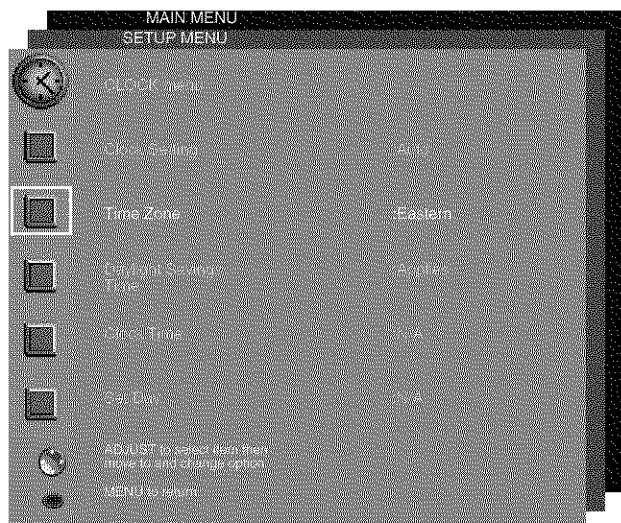 MAIN MENU
SETUP MENU
CLOCK menu
Clock Setting :Auto
Time Zone :Eastern
Daylight Savings :Applies
Time
Clock Time :N/A
Set Day :N/A
ADJUST to select item then
move to and change option
MENU to return